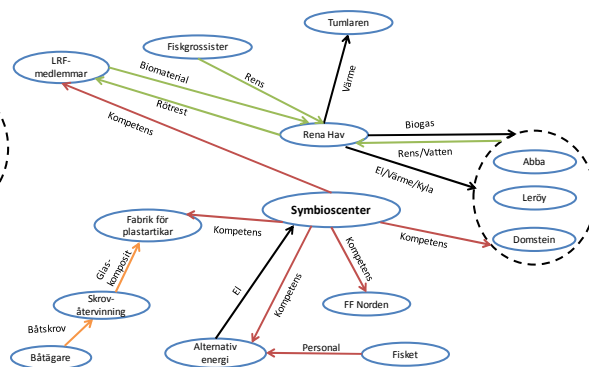 Tumlaren
Fiskgrossister
LRF-
medlemmar
Biomaterial
Rens
Värme
Rötrest
Kompetens
Rena Hav
Biogas
Rens/Vatten
El/Värme/Kyla
Abba
Leröy
Domstein
Symbioscenter
Fabrik för
plastartikar
Kompetens
Kompetens
Kompetens
Kompetens
El
Glas-
komposit
Skrov-
återvinning
FF Norden
Båtskrov
Båtägare
Alternativ
energi
Personal
Fisket